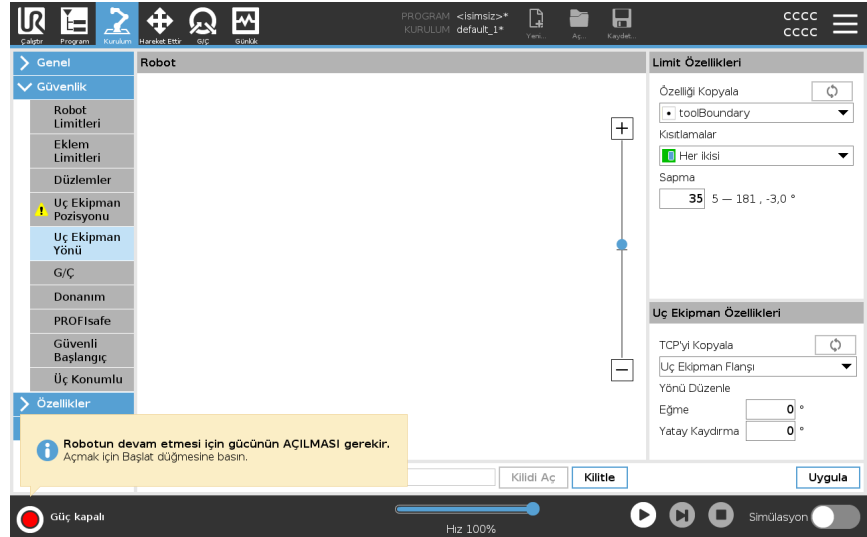 PROGRAM <isimsiz>*
KURULUM default_1*
cccc
cccc
Çalıştır Program Kurulum Hareket Ettir G/Ç Günlük
Yeni... Aç... Kaydet...
Genel
Güvenlik
Robot
Limitleri
Eklem
Limitleri
Düzlemler
Uç Ekipman
Pozisyonu
Uç Ekipman
Yönü
G/Ç
Donanım
PROFIsafe
Güvenli
Başlangıç
Üç Konumlu
Özellikler
Robot
Limit Özellikleri
Özelliği Kopyala
toolBoundary
Kısıtlamalar
Her ikisi
Sapma
35 5 — 181 , -3,0 °
Uç Ekipman Özellikleri
TCP'yi Kopyala
Uç Ekipman Flanşı
Yönü Düzenle
Eğme 0 °
Yatay Kaydırma 0 °
Robotun devam etmesi için gücünün AÇILMASI gerekir.
Açmak için Başlat düğmesine basın.
Kilidi Aç Kilitle Uygula
Güç kapalı
Hız 100%
Simülasyon